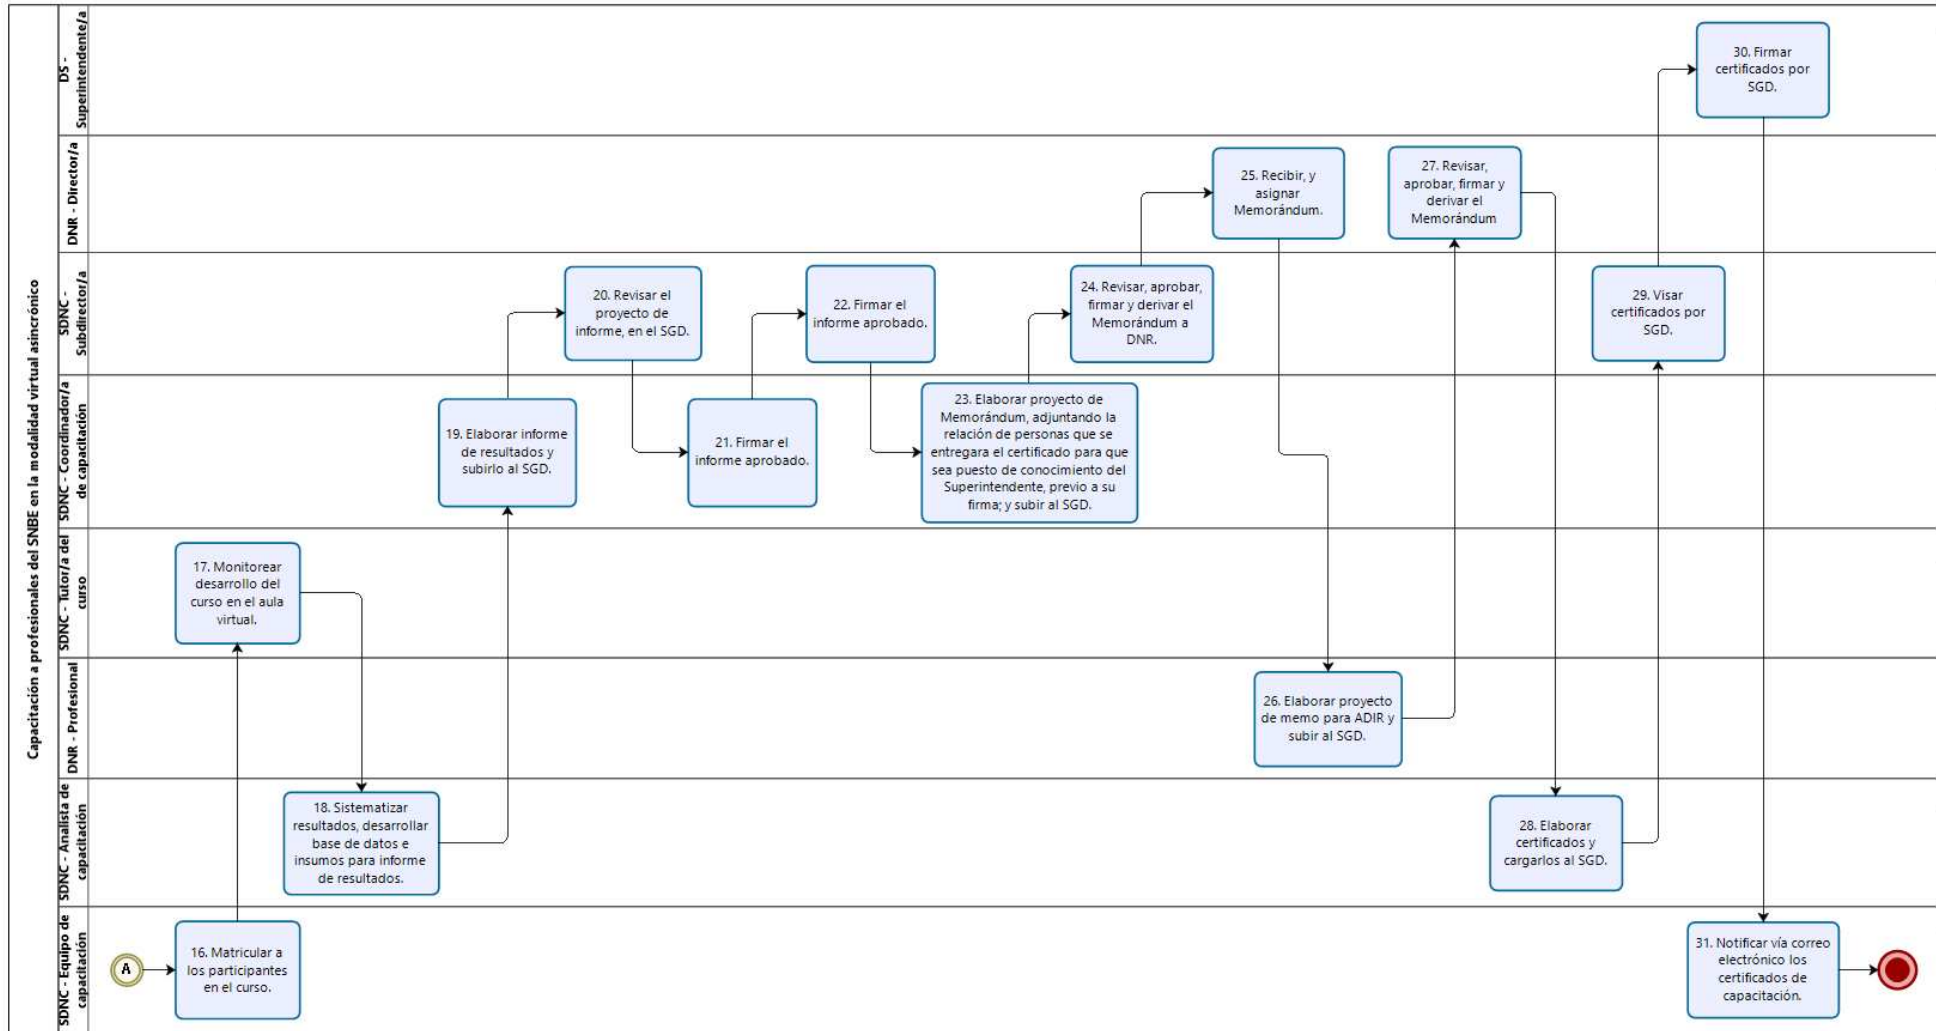 Capacitación a profesionales del SNBE en la modalidad virtual asincrónico
DS -
Superintendente/a
30. Firmar
certificados por
SGD.
DNR - Director/a
25. Recibir, y
asignar
Memorándum.
27. Revisar,
aprobar, firmar y
derivar el
Memorándum
SDNC -
Subdirector/a
20. Revisar el
proyecto de
informe, en el SGD.
22. Firmar el
informe aprobado.
24. Revisar, aprobar,
firmar y derivar el
Memorándum a
DNR.
29. Visar
certificados por
SGD.
SDNC - Coordinador/a
de capacitación
19. Elaborar informe
de resultados y
subirlo al SGD.
21. Firmar el
informe aprobado.
23. Elaborar proyecto de
Memorándum, adjuntando la
relación de personas que se
entregara el certificado para que
sea puesto de conocimiento del
Superintendente, previo a su
firma; y subir al SGD.
SDNC - Tutor/a del
curso
17. Monitorear
desarrollo del
curso en el aula
virtual.
DNR - Profesional
26. Elaborar proyecto
de memo para ADIR y
subir al SGD.
SDNC - Analista de
capacitación
18. Sistematizar
resultados, desarrollar
base de datos e
insumos para informe
de resultados.
28. Elaborar
certificados y
cargarlos al SGD.
SDNC - Equipo de
capacitación
A
16. Matricular a
los participantes
en el curso.
31. Notificar vía correo
electrónico los
certificados de
capacitación.